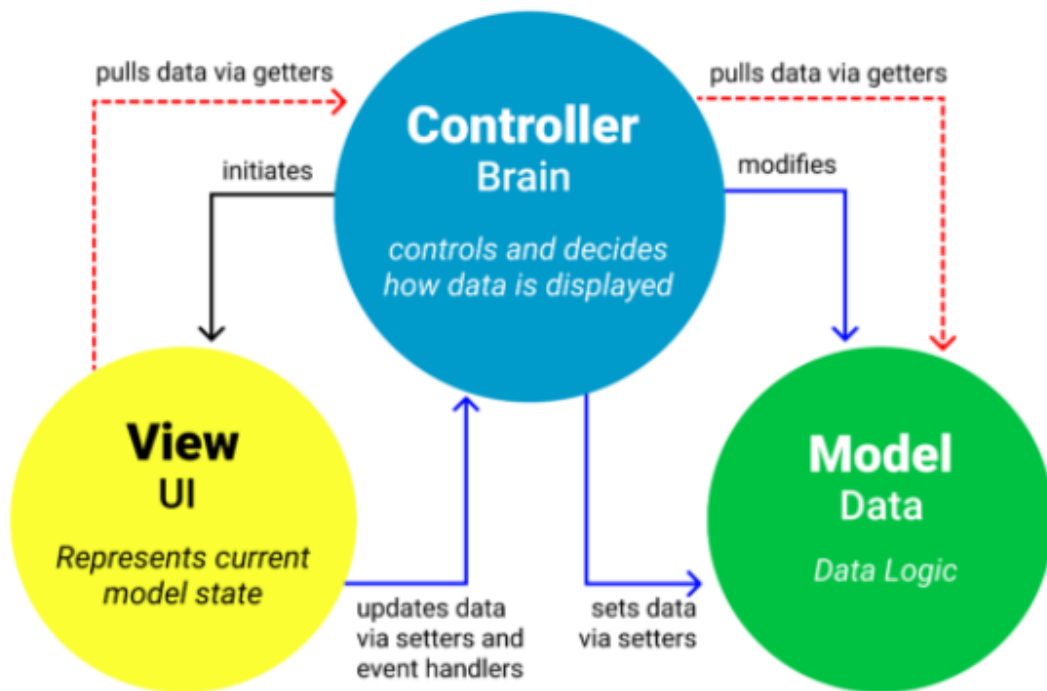 pulls data via getters
pulls data via getters
Controller
Brain
controls and decides
how data is displayed
initiates
modifies
View
UI
Represents current
model state
Model
Data
Data Logic
updates data
via setters and
event handlers
sets data
via setters